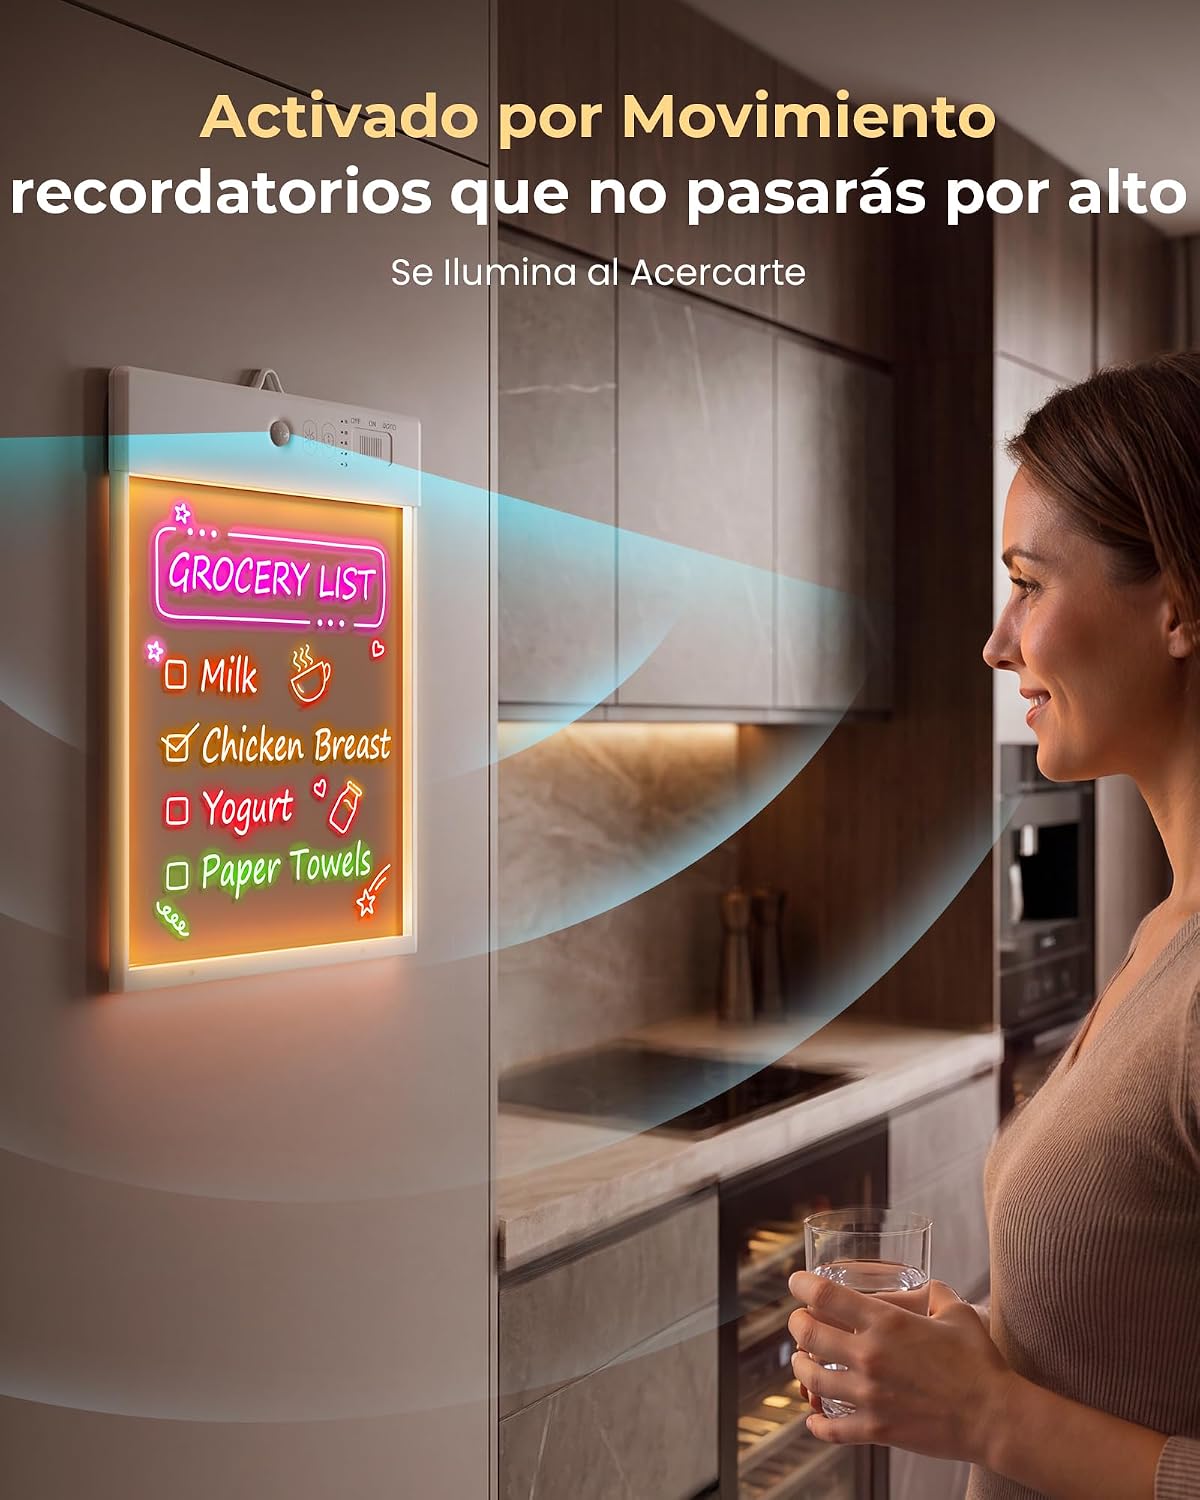 Activado por Movimiento
recordatorios que no pasarás por alto
Se Ilumina al Acercarte
OFF ON
GROCERY LIST
Milk
Chicken Breast
Yogurt
Paper Towels